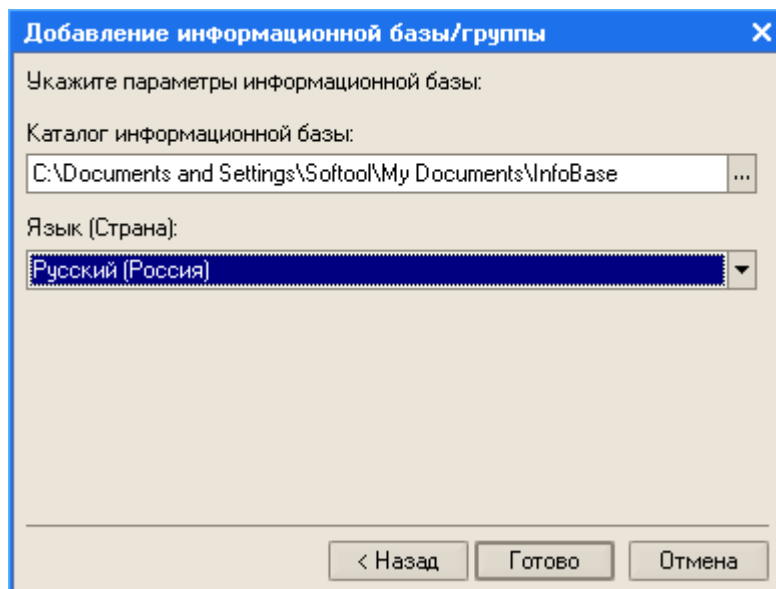 Добавление информационной базы/группы
Укажите параметры информационной базы:
Каталог информационной базы:
C:\Documents and Settings\Softool\My Documents\InfoBase
...
Язык (Страна):
Русский (Россия)
< Назад Готово Отмена